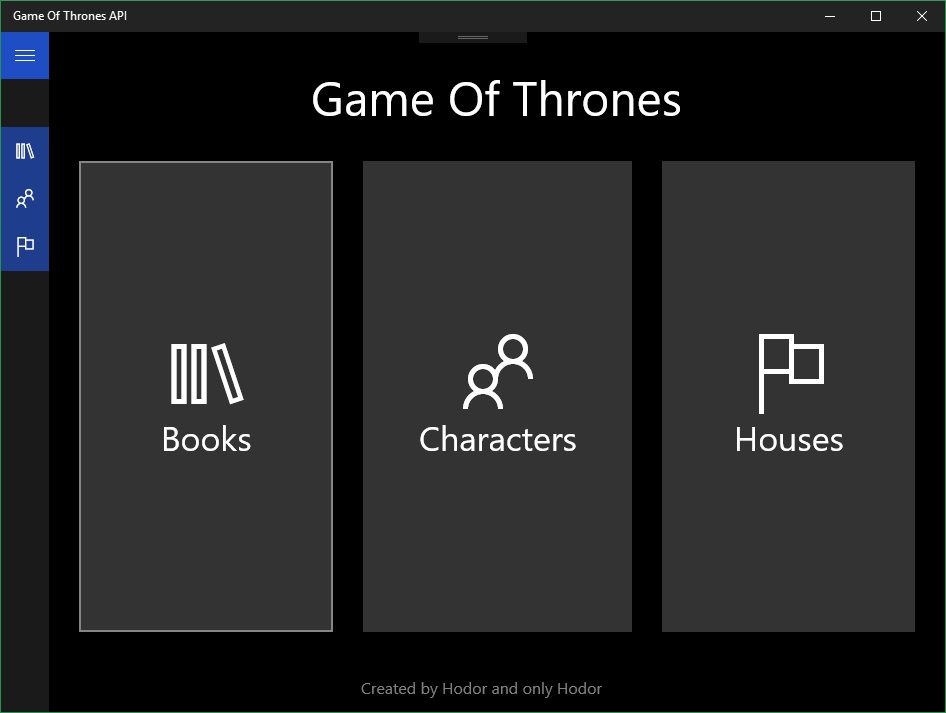 Game Of Thrones API
Game Of Thrones
Books
Characters
Houses
Created by Hodor and only Hodor